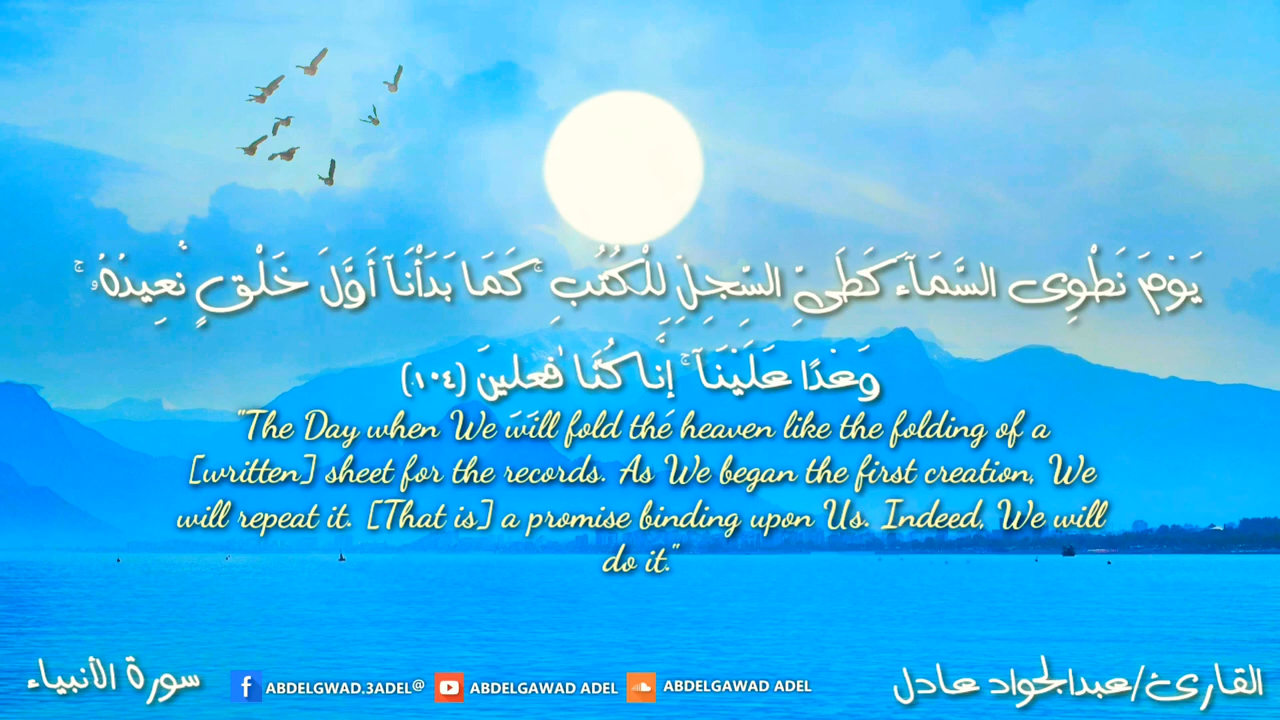 يَوْمَ نَطْوِى السَّمَآءَ كَطَىِّ السِّجِلِّ لِلْكُتُبِ ۚ كَمَا بَدَأْنَآ أَوَّلَ خَلْقٍ نُّعِيدُهُۥ ۚ
وَعْدًا عَلَيْنَآ ۚ إِنَّا كُنَّا فَٰعِلِينَ (١٠٤)
"The Day when We will fold the heaven like the folding of a
[written] sheet for the records. As We began the first creation, We
will repeat it. [That is] a promise binding upon Us. Indeed, We will
do it."
سورة الأنبياء
ABDELGWAD.3ADEL@
ABDELGAWAD ADEL
ABDELGAWAD ADEL
القارئ/عبدالجواد عادل